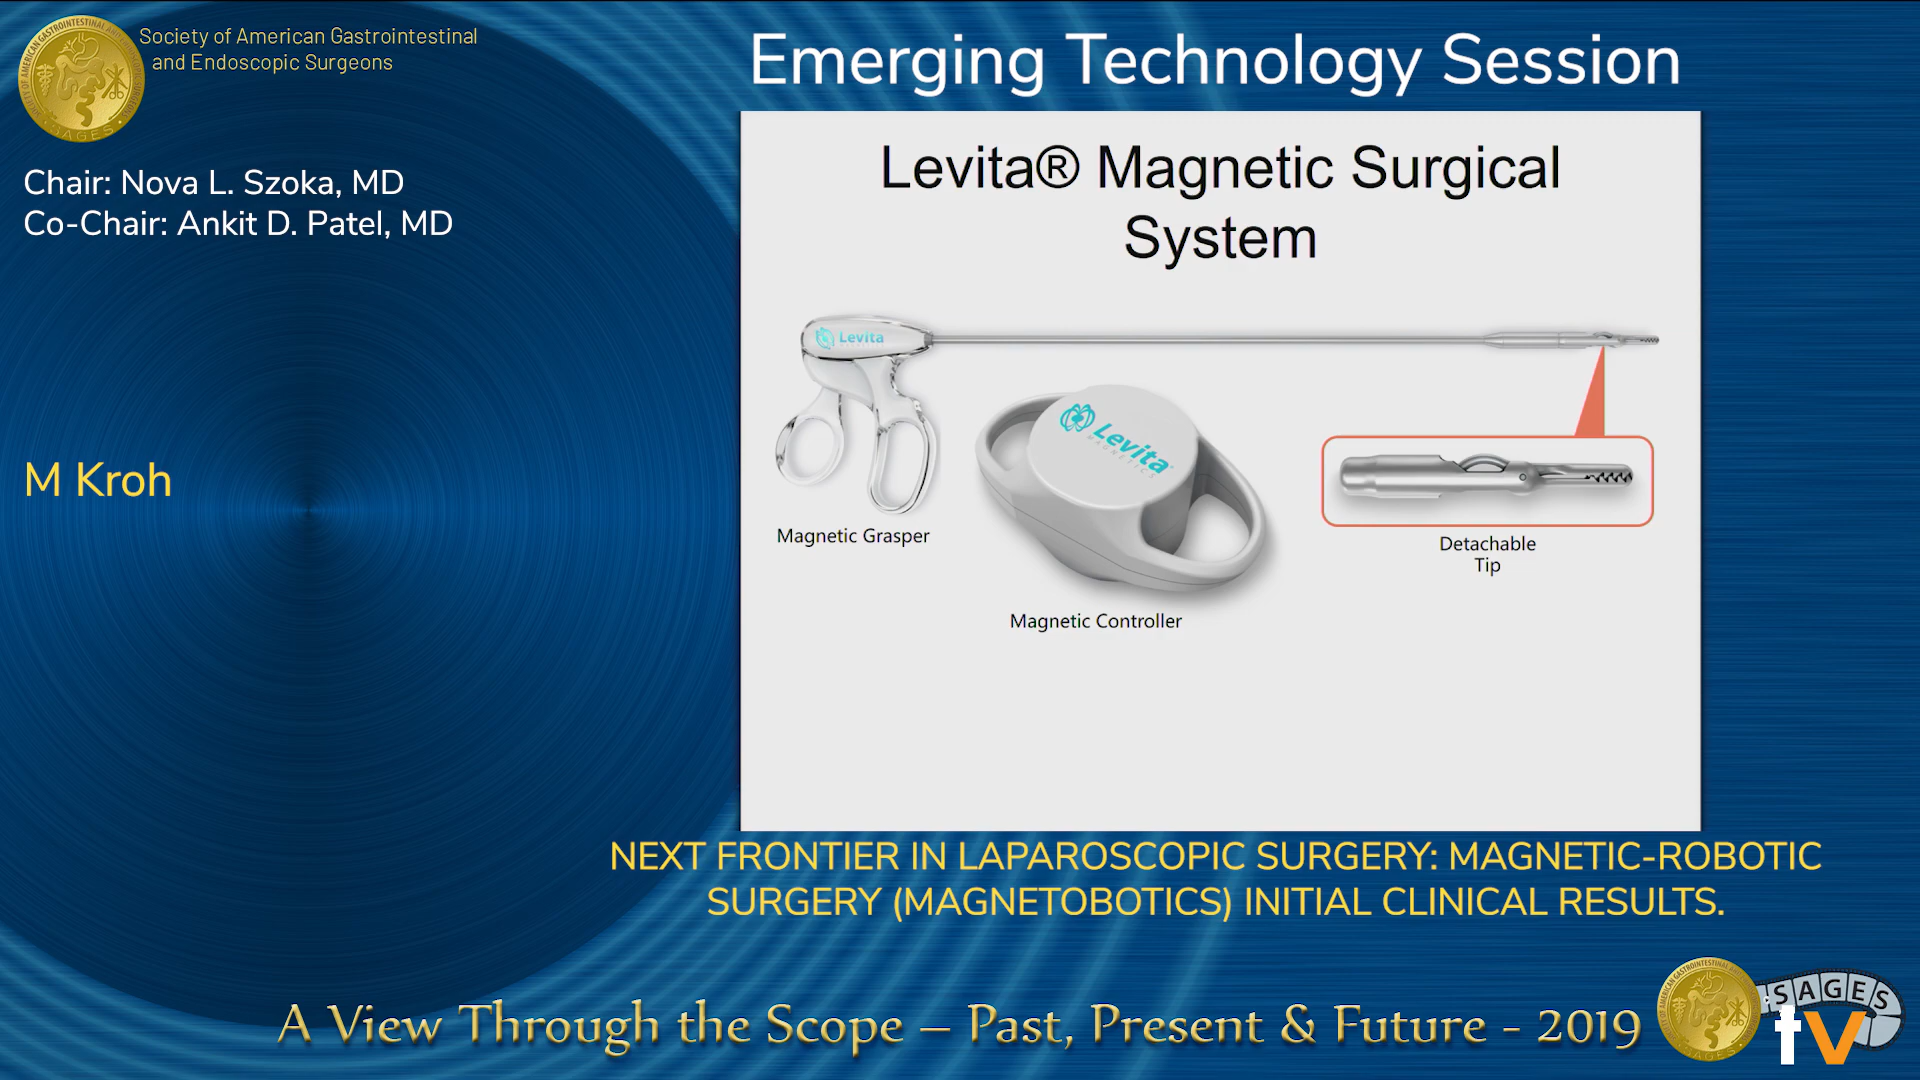 Society of American Gastrointestinal
and Endoscopic Surgeons
SAGES
Emerging Technology Session
Chair: Nova L. Szoka, MD
Co-Chair: Ankit D. Patel, MD
M Kroh
Levita® Magnetic Surgical
System
Levita
Levita
MAGNETICS
Magnetic Grasper
Magnetic Controller
Detachable
Tip
NEXT FRONTIER IN LAPAROSCOPIC SURGERY: MAGNETIC-ROBOTIC
SURGERY (MAGNETOBOTICS) INITIAL CLINICAL RESULTS.
A View Through the Scope – Past, Present & Future - 2019
SAGES
tv